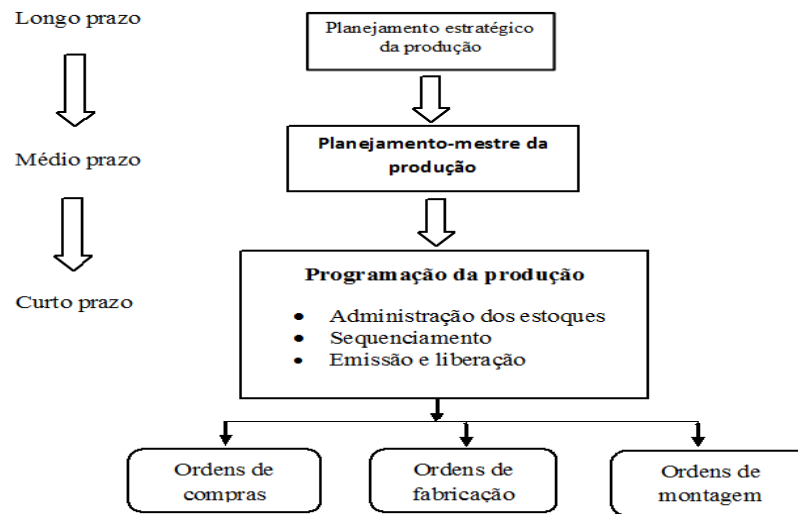 Longo prazo
Planejamento estratégico
da produção
Médio prazo
Planejamento-mestre da
produção
Curto prazo
Programação da produção
• Administração dos estoques
• Sequenciamento
• Emissão e liberação
Ordens de
compras
Ordens de
fabricação
Ordens de
montagem